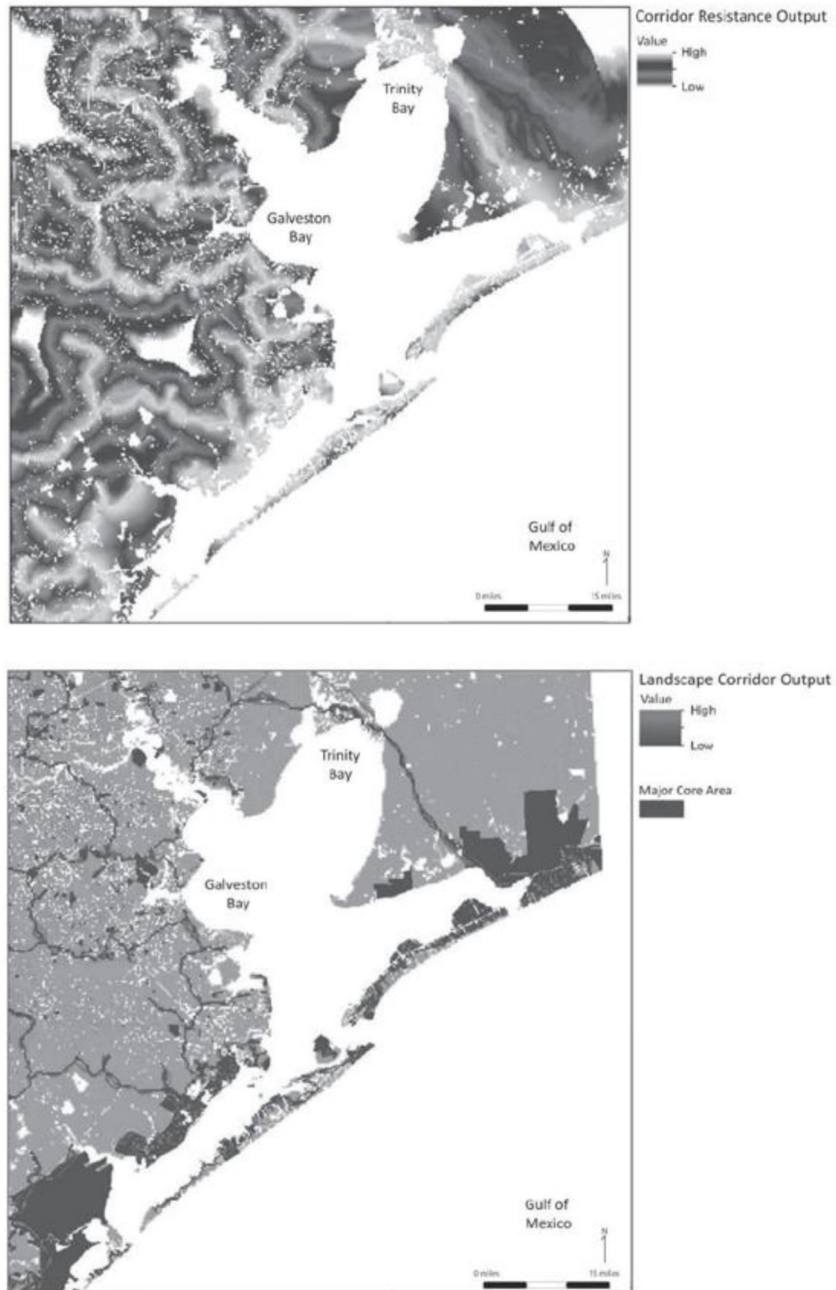 Corridor Resistance Output
Value
High
Low
Trinity
Bay
Galveston
Bay
Gulf of
Mexico
N
0 miles
15 miles
Landscape Corridor Output
Value
High
Low
Major Core Area
Trinity
Bay
Galveston
Bay
Gulf of
Mexico
N
0 miles
15 miles